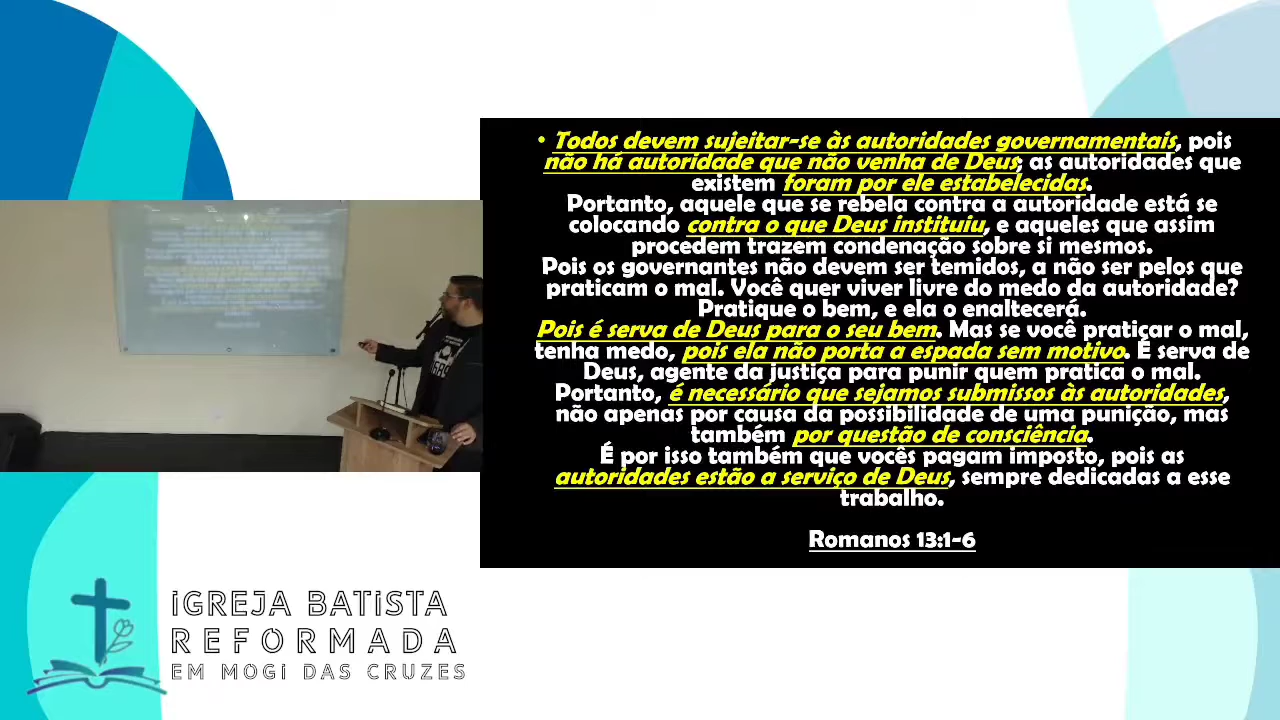 • Todos devem sujeitar-se às autoridades governamentais, pois
não há autoridade que não venha de Deus; as autoridades que
existem foram por ele estabelecidas.
Portanto, aquele que se rebela contra a autoridade está se
colocando contra o que Deus instituiu, e aqueles que assim
procedem trazem condenação sobre si mesmos.
Pois os governantes não devem ser temidos, a não ser pelos que
praticam o mal. Você quer viver livre do medo da autoridade?
Pratique o bem, e ela o enaltecerá.
Pois é serva de Deus para o seu bem. Mas se você praticar o mal,
tenha medo, pois ela não porta a espada sem motivo. É serva de
Deus, agente da justiça para punir quem pratica o mal.
Portanto, é necessário que sejamos submissos às autoridades,
não apenas por causa da possibilidade de uma punição, mas
também por questão de consciência.
É por isso também que vocês pagam imposto, pois as
autoridades estão a serviço de Deus, sempre dedicadas a esse
trabalho.
Romanos 13:1-6
IGREJA BATISTA
REFORMADA
EM MOGI DAS CRUZES